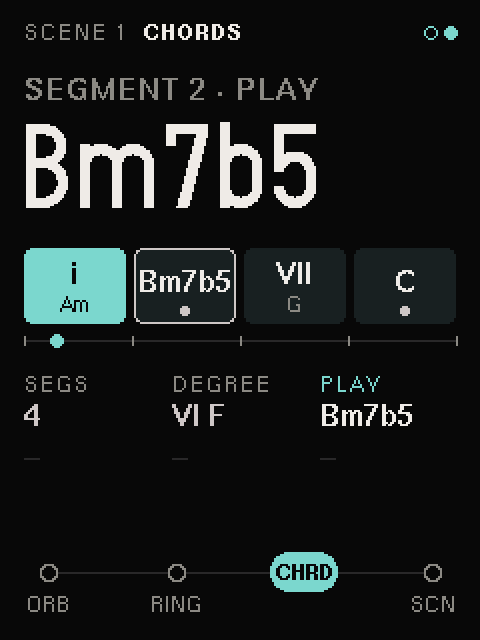 SCENE 1 CHORDS
SEGMENT 2 · PLAY
Bm7b5
i Bm7b5 VII C
Am G
SEGS DEGREE PLAY
4 VI F Bm7b5
— — —
CHRD
ORB RING SCN